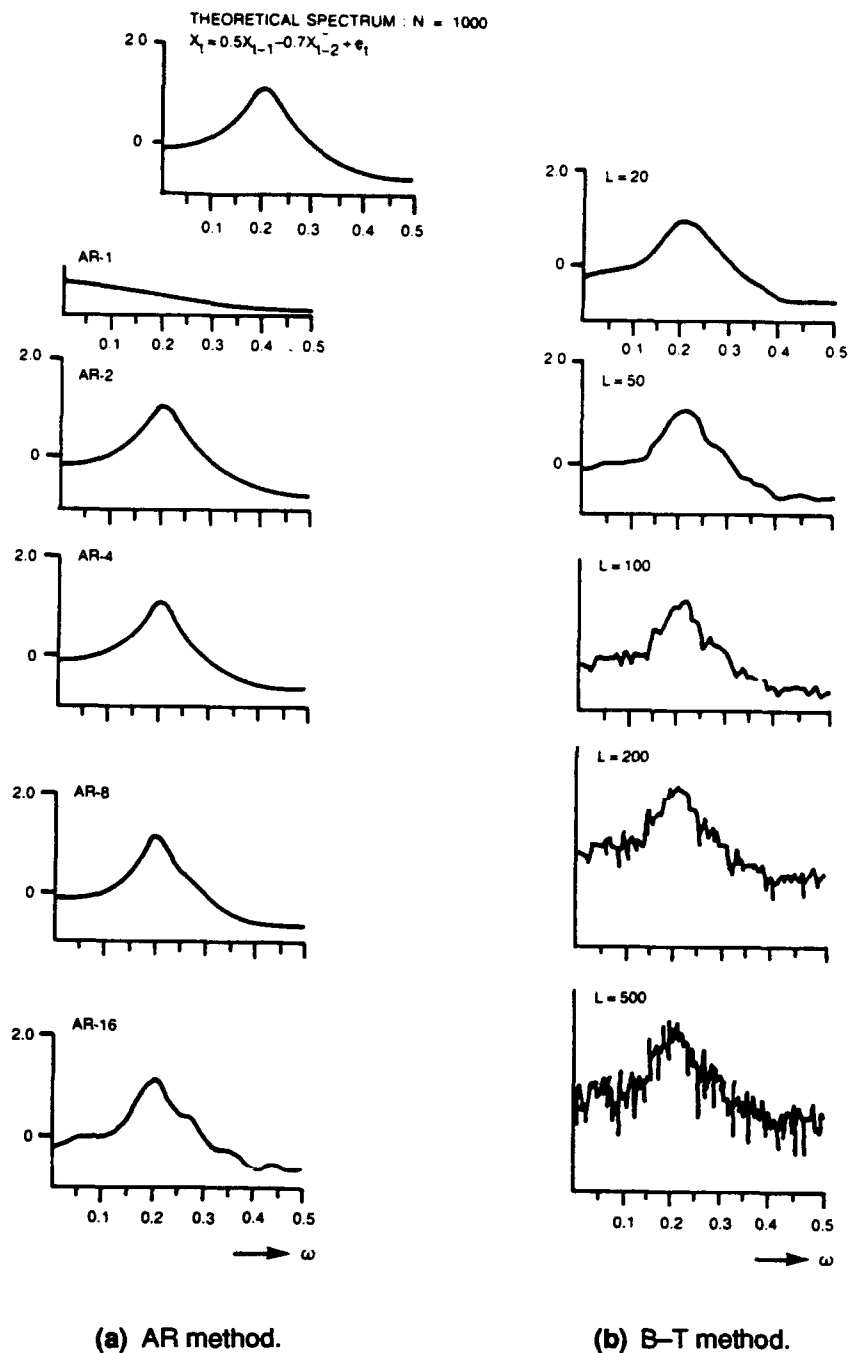 THEORETICAL SPECTRUM : N = 1000
X_t = 0.5X_{t-1} - 0.7X_{t-2} + e_t
2.0
0
0.1 0.2 0.3 0.4 0.5
AR-1
0.1 0.2 0.3 0.4 0.5
AR-2
2.0
0
AR-4
2.0
0
AR-8
2.0
0
AR-16
2.0
0
0.1 0.2 0.3 0.4 0.5
ω
(a) AR method.
L = 20
2.0
0
0.1 0.2 0.3 0.4 0.5
L = 50
2.0
0
L = 100
L = 200
L = 500
0.1 0.2 0.3 0.4 0.5
ω
(b) B–T method.